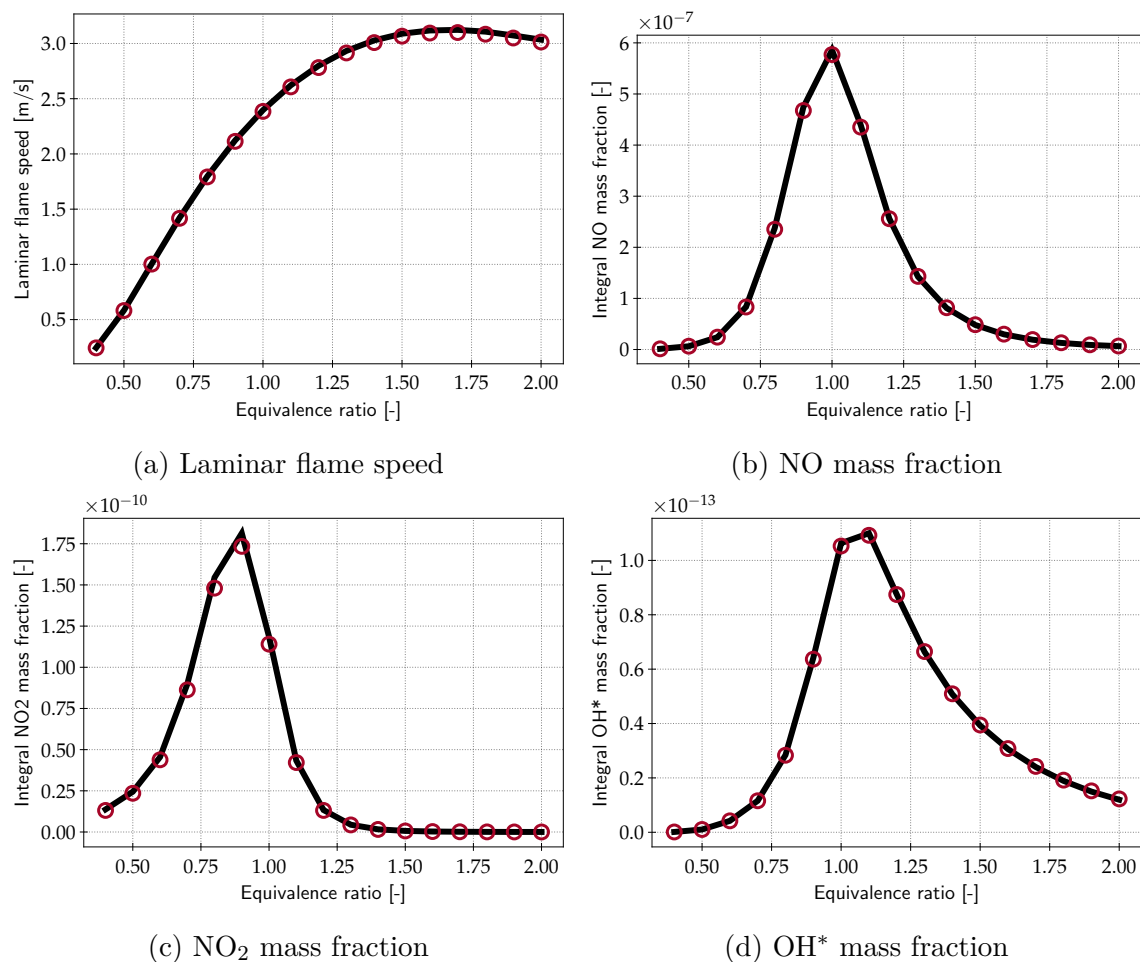 3.0
2.5
2.0
1.5
1.0
0.5
Laminar flame speed [m/s]
0.50 0.75 1.00 1.25 1.50 1.75 2.00
Equivalence ratio [-]
(a) Laminar flame speed
×10−7
6
5
4
3
2
1
0
Integral NO mass fraction [-]
0.50 0.75 1.00 1.25 1.50 1.75 2.00
Equivalence ratio [-]
(b) NO mass fraction
×10−10
1.75
1.50
1.25
1.00
0.75
0.50
0.25
0.00
Integral NO2 mass fraction [-]
0.50 0.75 1.00 1.25 1.50 1.75 2.00
Equivalence ratio [-]
(c) NO₂ mass fraction
×10−13
1.0
0.8
0.6
0.4
0.2
0.0
Integral OH* mass fraction [-]
0.50 0.75 1.00 1.25 1.50 1.75 2.00
Equivalence ratio [-]
(d) OH* mass fraction